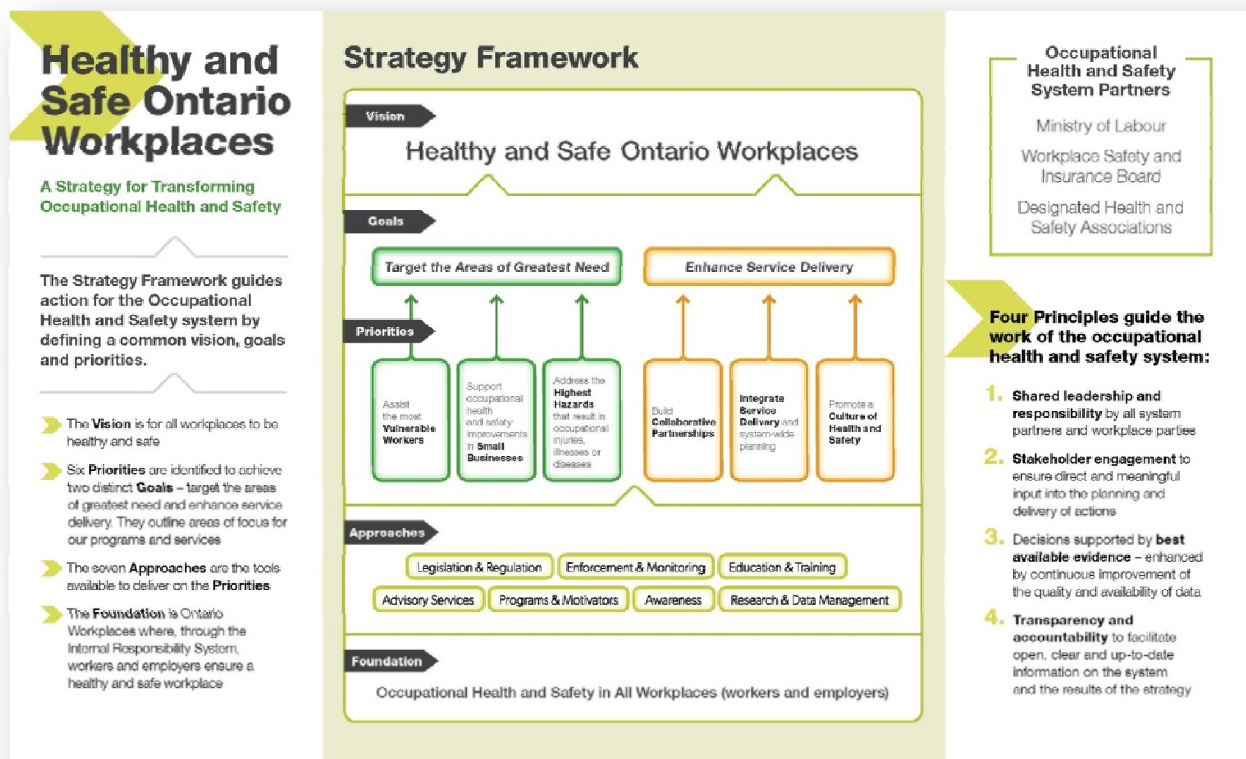 Healthy and
Safe Ontario
Workplaces
A Strategy for Transforming
Occupational Health and Safety
The Strategy Framework guides
action for the Occupational
Health and Safety system by
defining a common vision, goals
and priorities.
The Vision is for all workplaces to be
healthy and safe
Six Priorities are identified to achieve
two distinct Goals – target the areas
of greatest need and enhance service
delivery. They outline areas of focus for
our programs and services
The seven Approaches are the tools
available to deliver on the Priorities
The Foundation is Ontario
Workplaces where, through the
Internal Responsibility System,
workers and employers ensure a
healthy and safe workplace
Strategy Framework
Vision
Healthy and Safe Ontario Workplaces
Goals
Target the Areas of Greatest Need
Enhance Service Delivery
Priorities
Assist
the most
Vulnerable
Workers
Support
occupational
health
and safety
improvements
in Small
Businesses
Address the
Highest
Hazards
that result in
occupational
injuries,
illnesses or
diseases
Build
Collaborative
Partnerships
Integrate
Service
Delivery and
system-wide
planning
Promote a
Culture of
Health and
Safety
Approaches
Legislation & Regulation
Enforcement & Monitoring
Education & Training
Advisory Services
Programs & Motivators
Awareness
Research & Data Management
Foundation
Occupational Health and Safety in All Workplaces (workers and employers)
Occupational
Health and Safety
System Partners
Ministry of Labour
Workplace Safety and
Insurance Board
Designated Health and
Safety Associations
Four Principles guide the
work of the occupational
health and safety system:
1. Shared leadership and
responsibility by all system
partners and workplace parties
2. Stakeholder engagement to
ensure direct and meaningful
input into the planning and
delivery of actions
3. Decisions supported by best
available evidence – enhanced
by continuous improvement of
the quality and availability of data
4. Transparency and
accountability to facilitate
open, clear and up-to-date
information on the system
and the results of the strategy